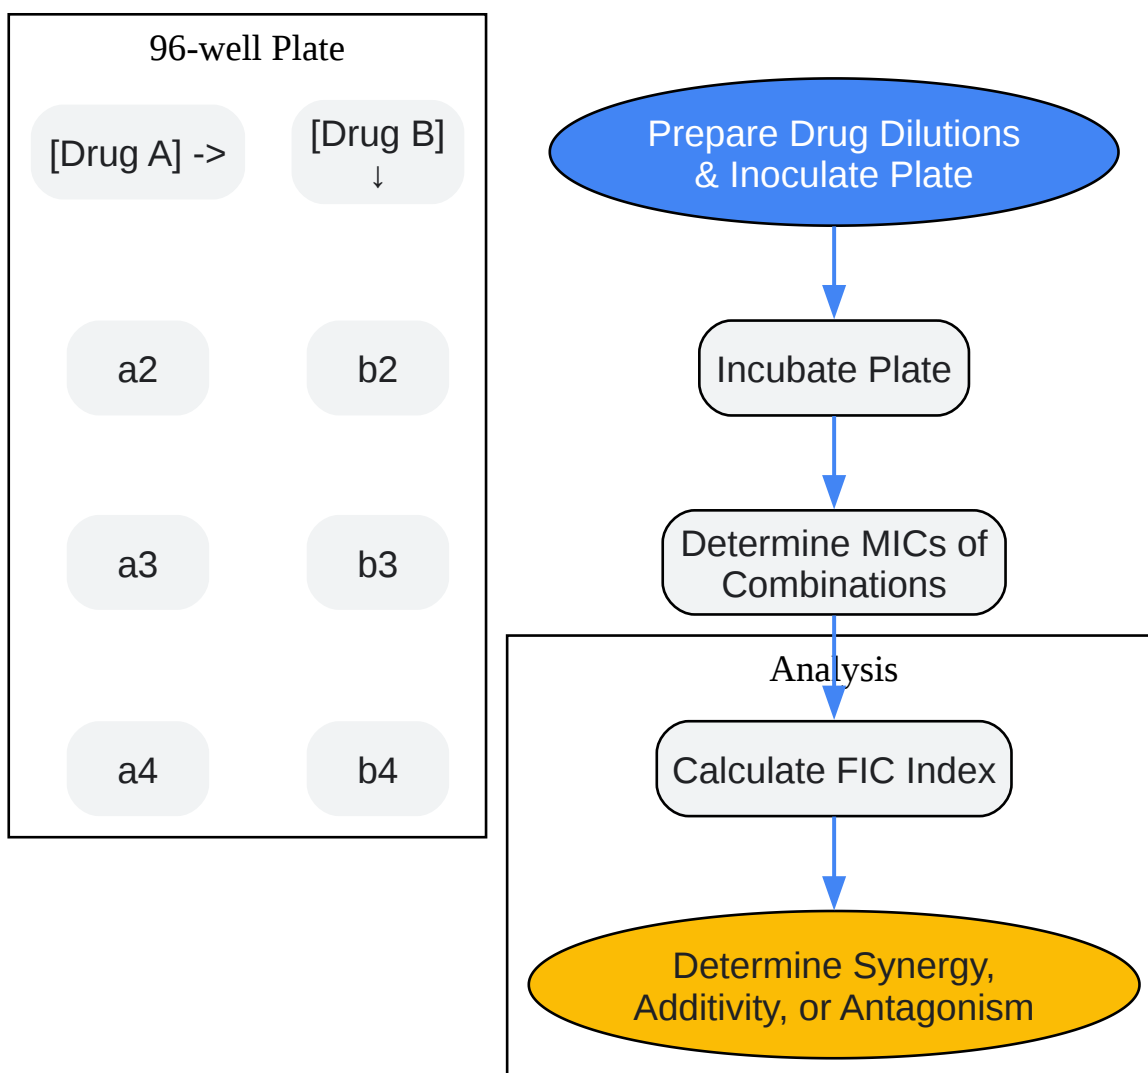 96-well Plate
[Drug A] ->
[Drug B]
↓
a2
b2
a3
b3
a4
b4
Prepare Drug Dilutions
& Inoculate Plate
Incubate Plate
Determine MICs of
Combinations
Analysis
Calculate FIC Index
Determine Synergy,
Additivity, or Antagonism